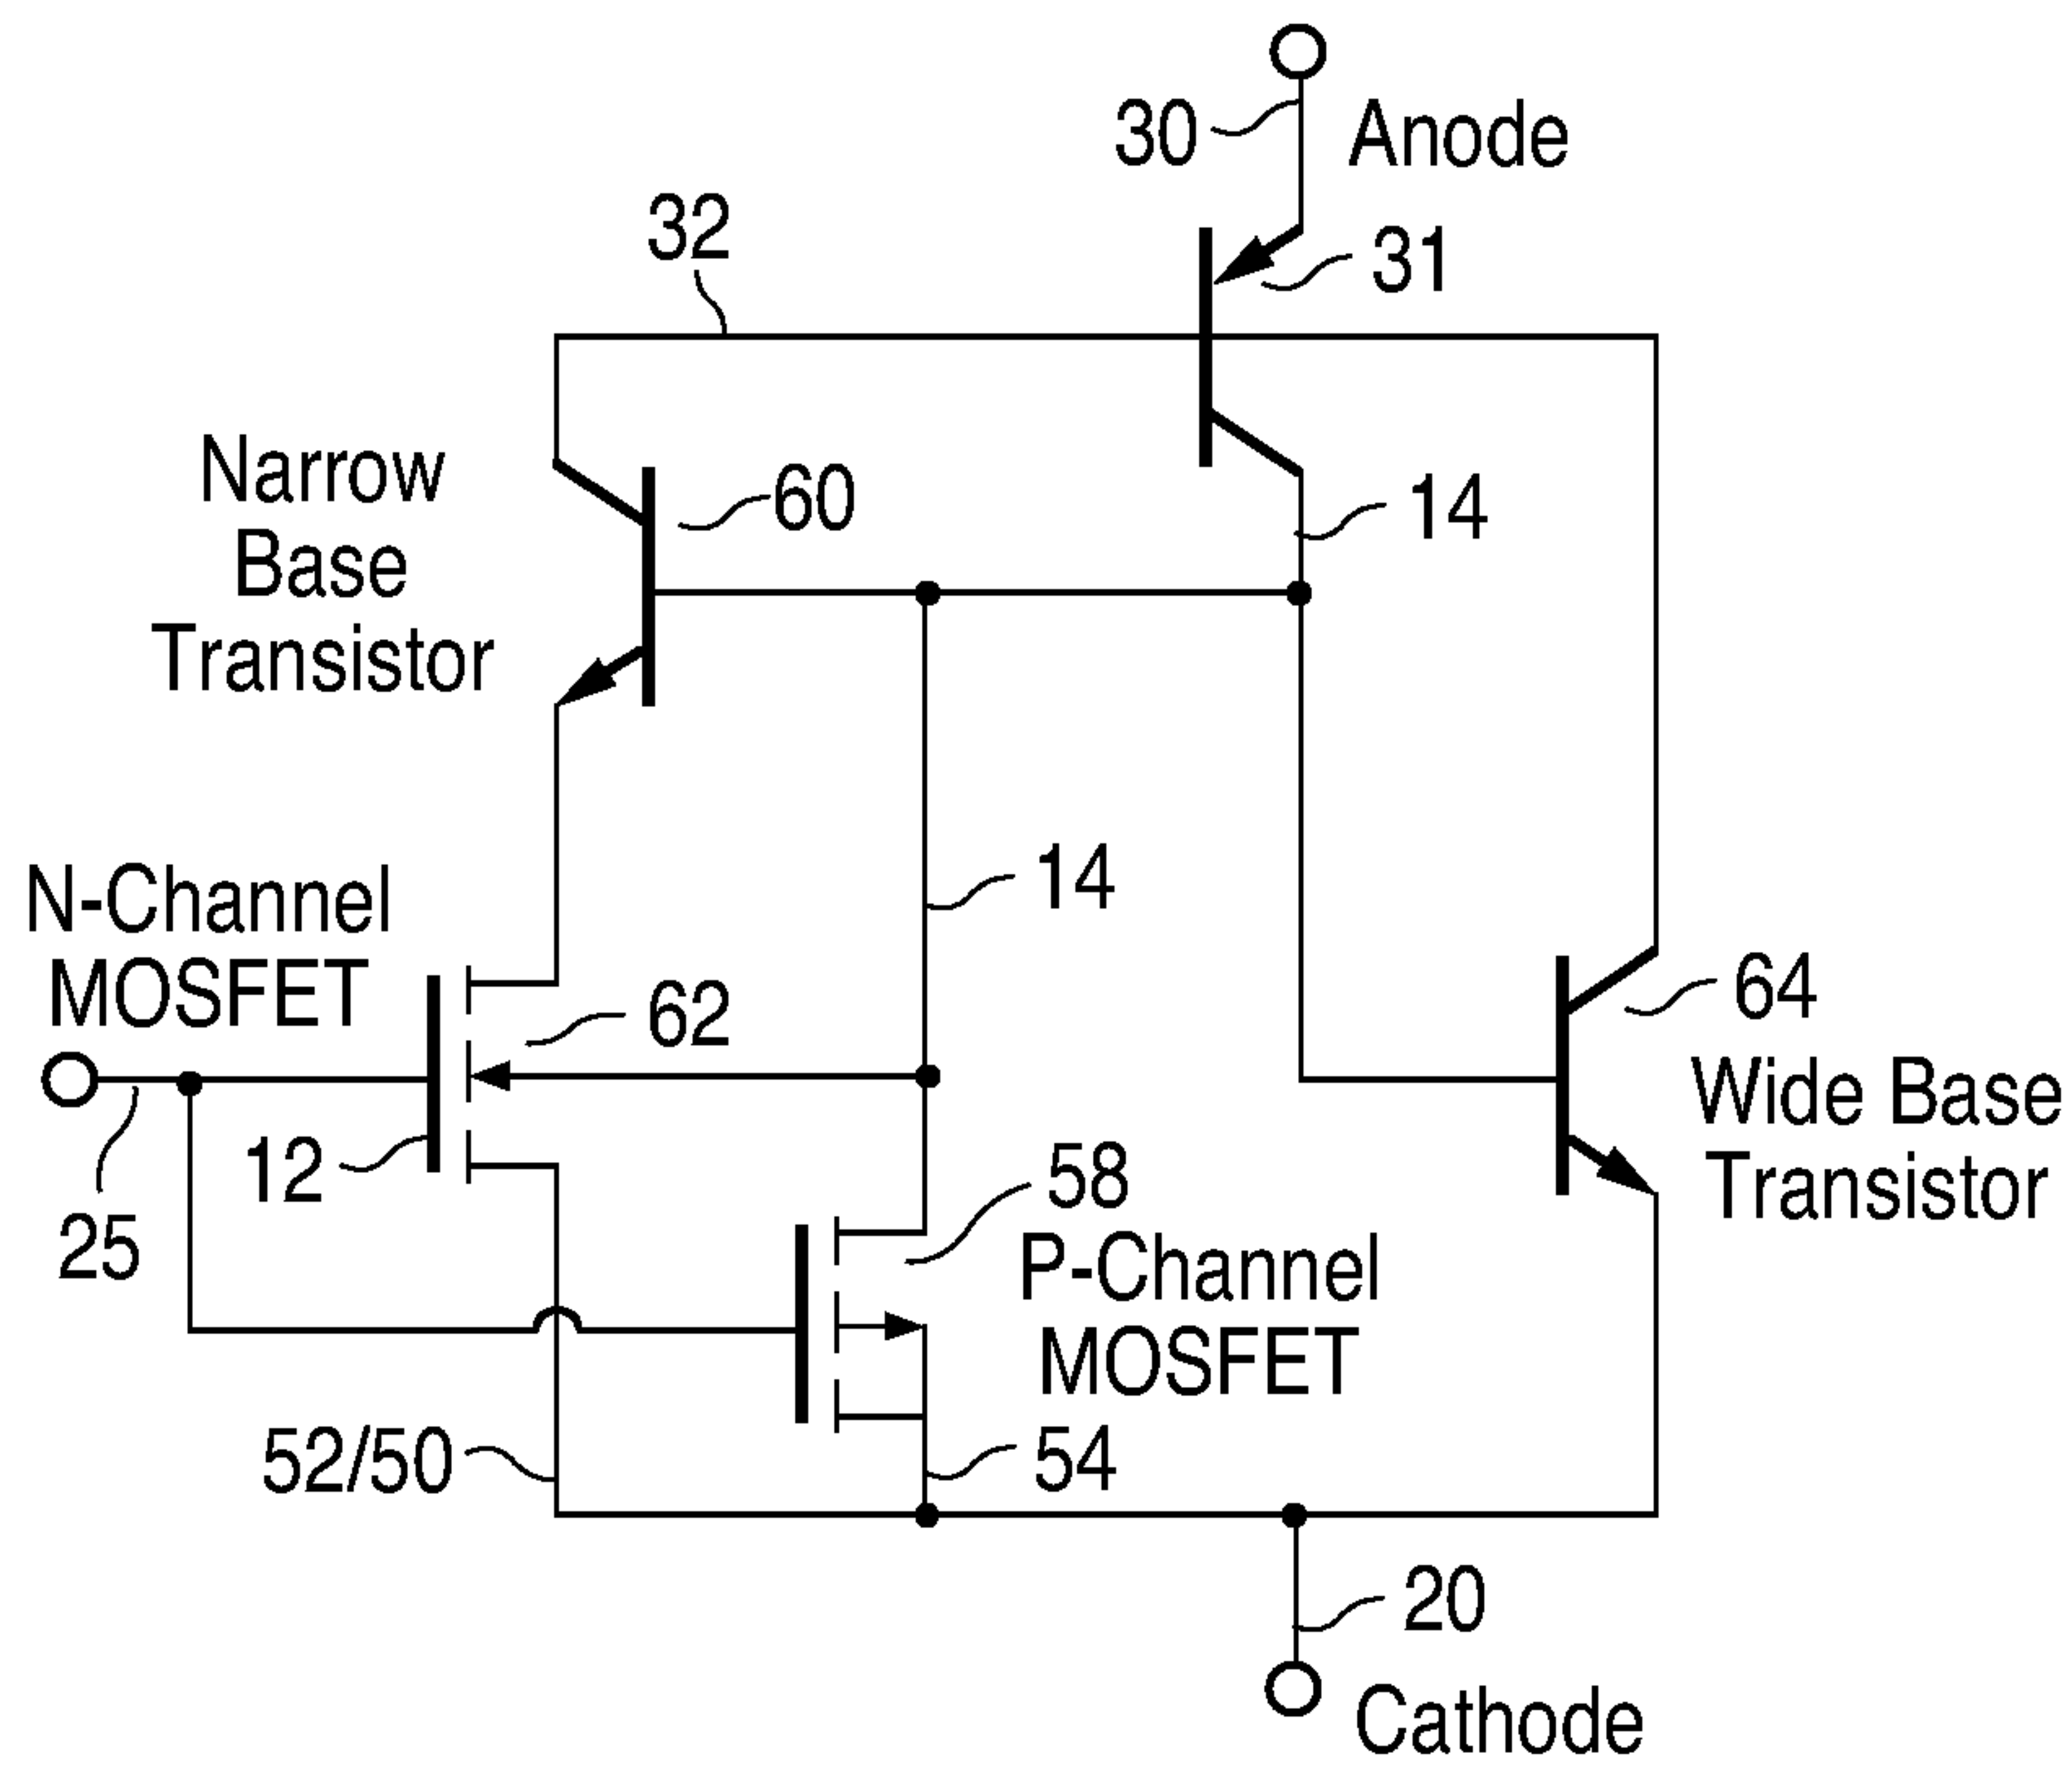 30
Anode
32
31
Narrow
Base
Transistor
60
14
14
N-Channel
MOSFET
62
64
Wide Base
Transistor
12
25
58
P-Channel
MOSFET
52/50
54
20
Cathode